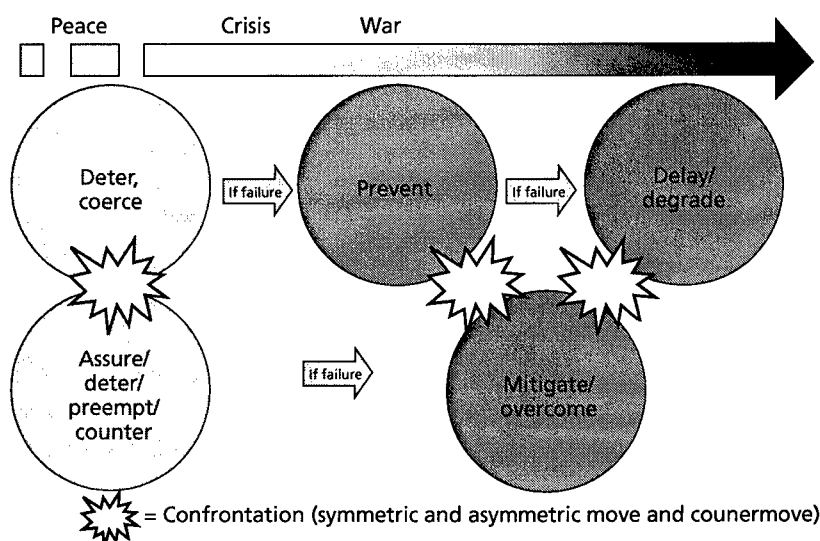 Peace Crisis War
Deter,
coerce
If failure
Prevent
If failure
Delay/
degrade
Assure/
deter/
preempt/
counter
If failure
Mitigate/
overcome
= Confrontation (symmetric and asymmetric move and counermove)